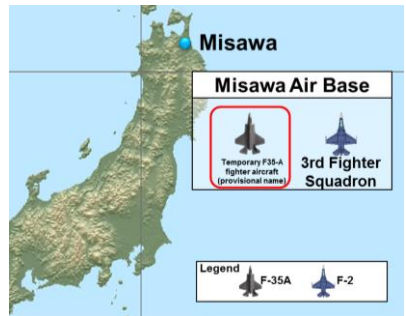 Misawa
Misawa Air Base
Temporary F35-A
fighter aircraft
(provisional name)
3rd Fighter
Squadron
Legend
F-35A
F-2